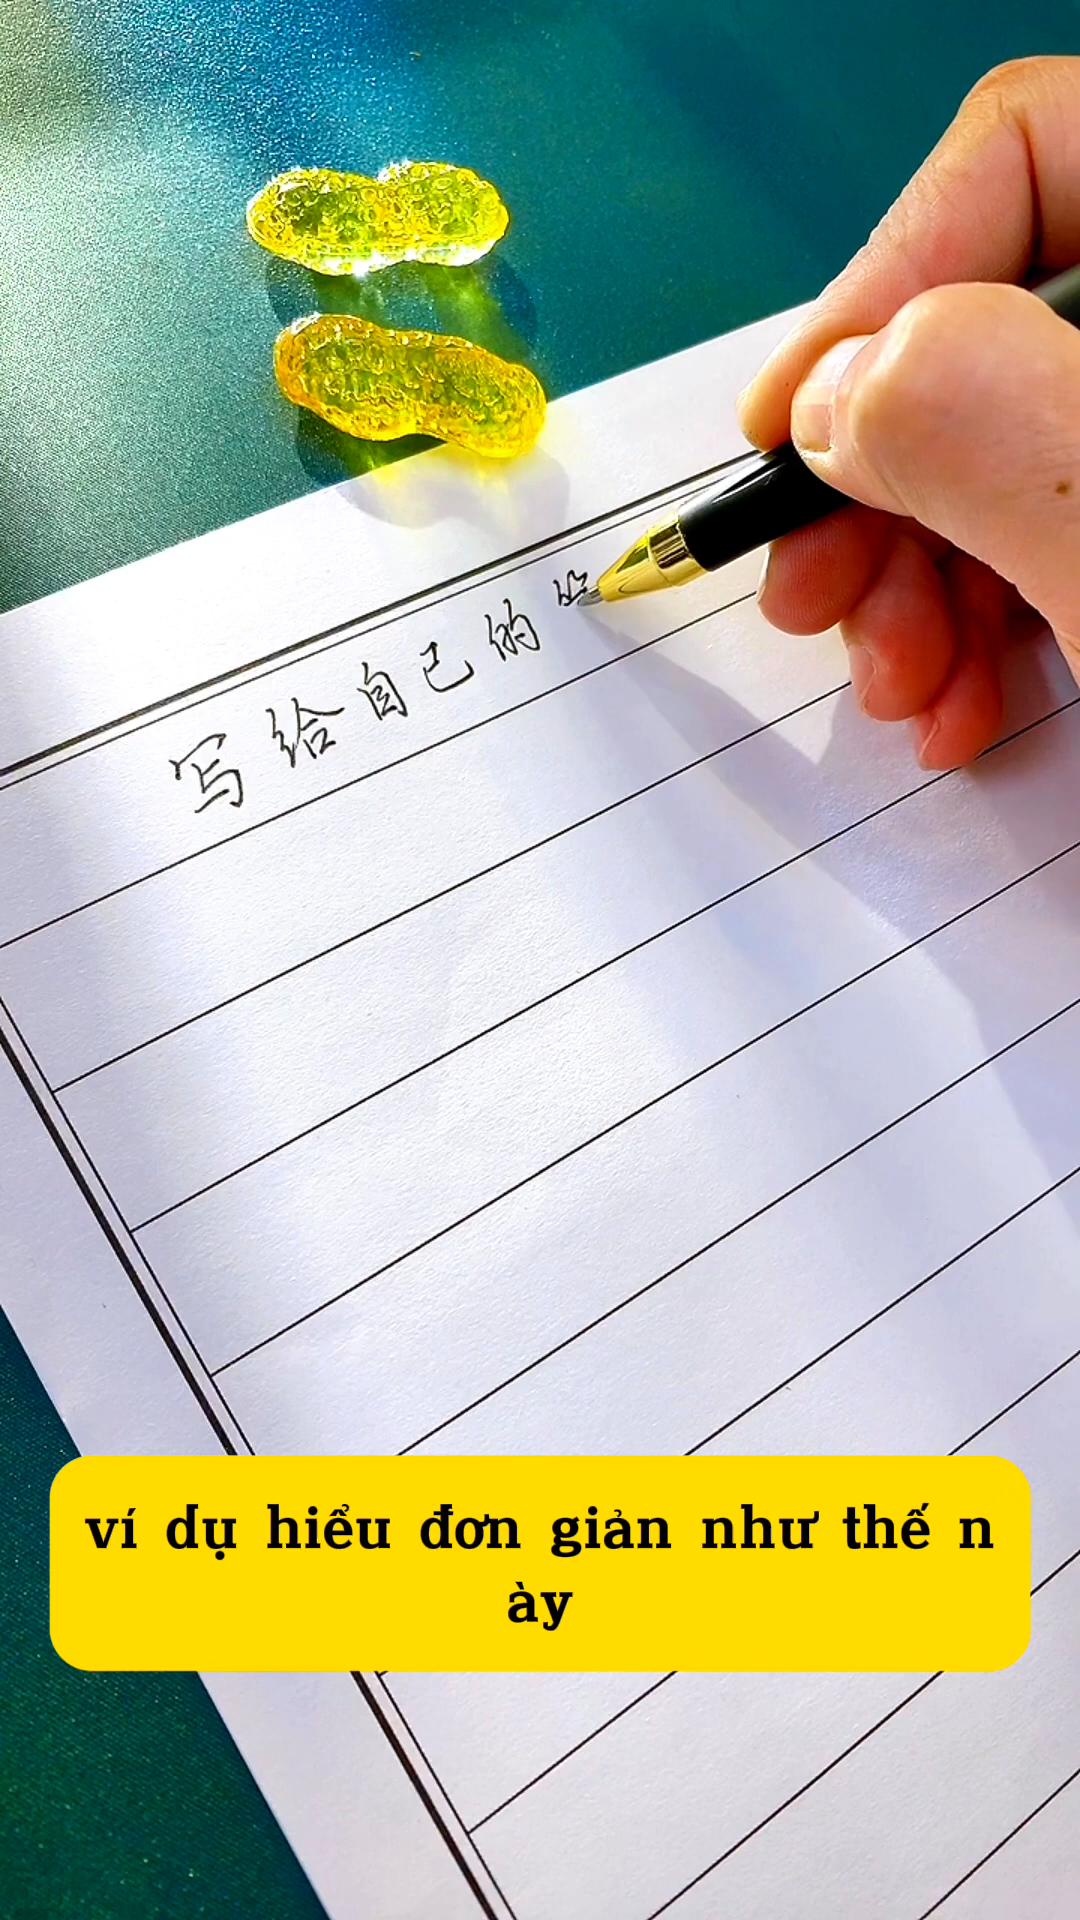 写给自己的
ví dụ hiểu đơn giản như thế n
ày